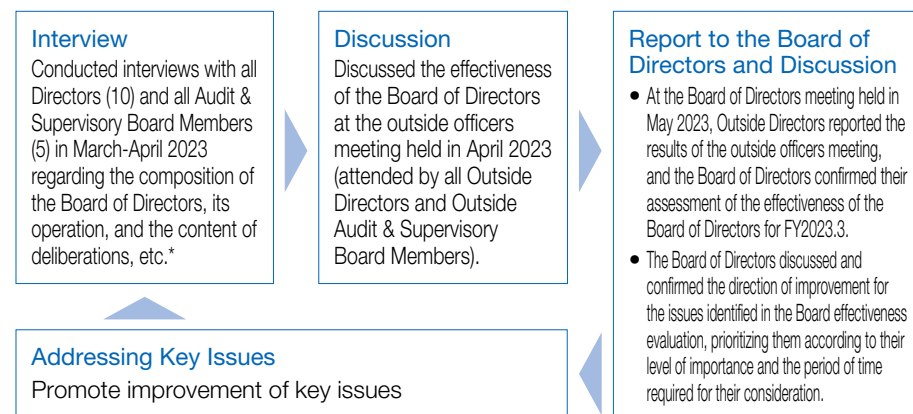 Interview
Conducted interviews with all
Directors (10) and all Audit &
Supervisory Board Members
(5) in March-April 2023
regarding the composition of
the Board of Directors, its
operation, and the content of
deliberations, etc.*
Discussion
Discussed the effectiveness
of the Board of Directors
at the outside officers
meeting held in April 2023
(attended by all Outside
Directors and Outside
Audit & Supervisory
Board Members).
Report to the Board of
Directors and Discussion
• At the Board of Directors meeting held in
May 2023, Outside Directors reported the
results of the outside officers meeting,
and the Board of Directors confirmed their
assessment of the effectiveness of the
Board of Directors for FY2023.3.
• The Board of Directors discussed and
confirmed the direction of improvement for
the issues identified in the Board effectiveness
evaluation, prioritizing them according to their
level of importance and the period of time
required for their consideration.
Addressing Key Issues
Promote improvement of key issues